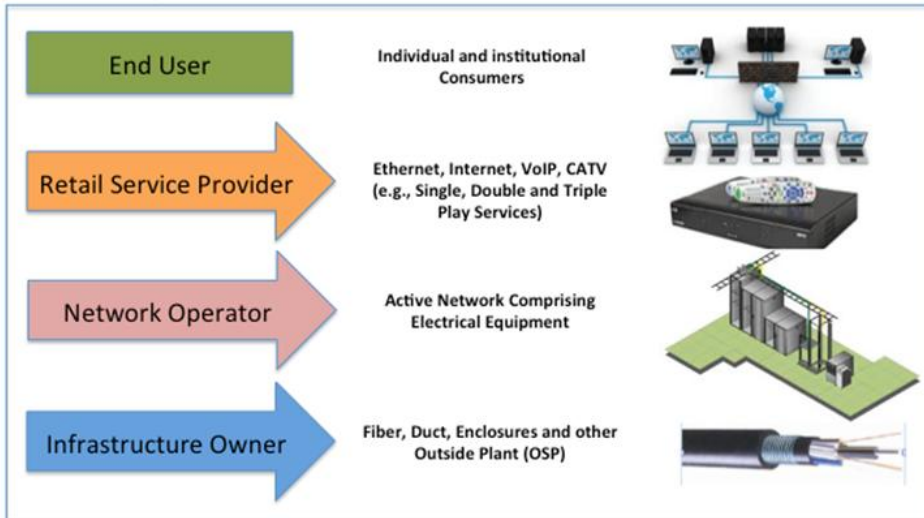 End User
Individual and institutional
Consumers
Retail Service Provider
Ethernet, Internet, VoIP, CATV
(e.g., Single, Double and Triple
Play Services)
Network Operator
Active Network Comprising
Electrical Equipment
Infrastructure Owner
Fiber, Duct, Enclosures and other
Outside Plant (OSP)